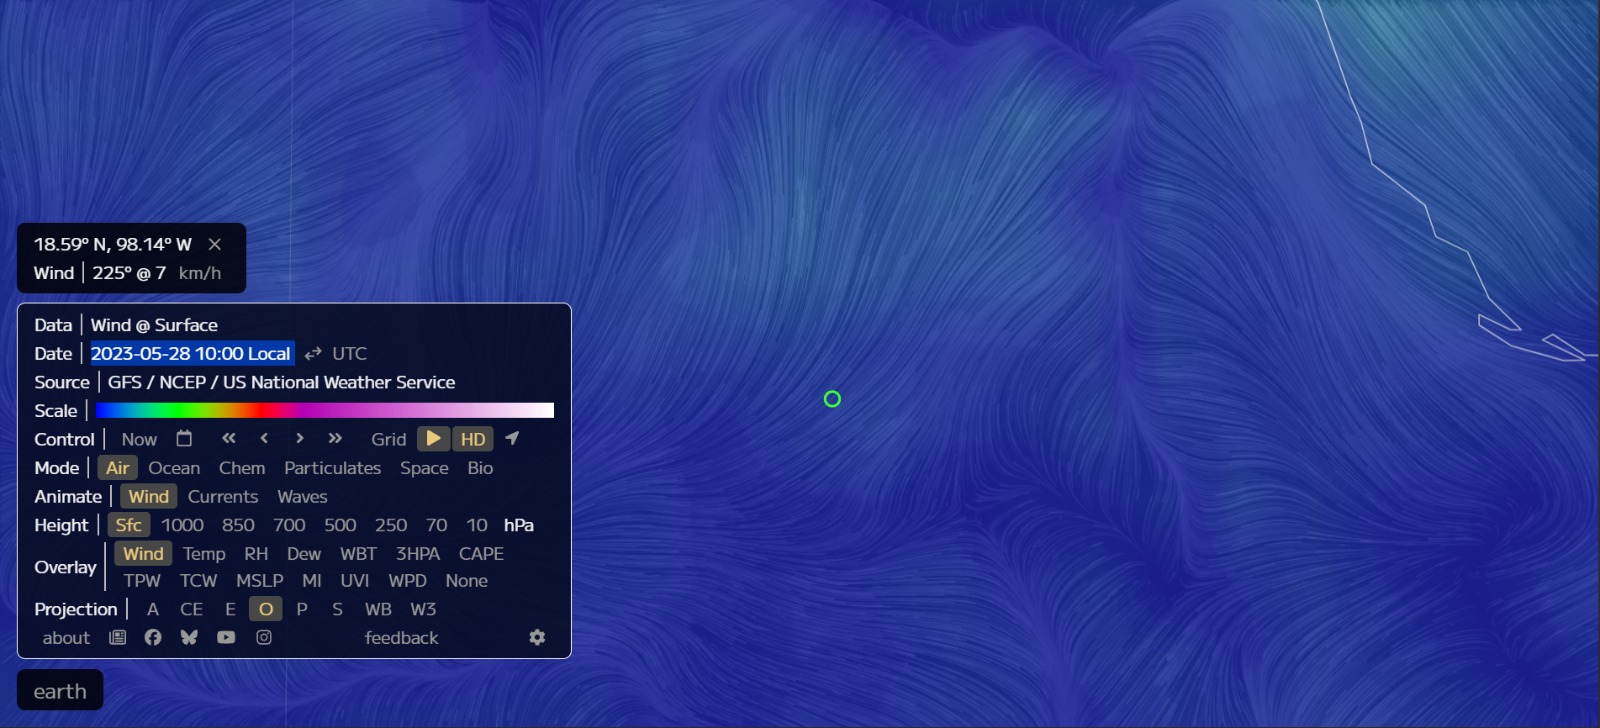 18.59° N, 98.14° W ×
Wind | 225° @ 7 km/h
Data | Wind @ Surface
Date | 2023-05-28 10:00 Local ⇄ UTC
Source | GFS / NCEP / US National Weather Service
Scale |
Control | Now « ‹ › » Grid HD
Mode | Air Ocean Chem Particulates Space Bio
Animate | Wind Currents Waves
Height | Sfc 1000 850 700 500 250 70 10 hPa
Overlay | Wind Temp RH Dew WBT 3HPA CAPE
TPW TCW MSLP MI UVI WPD None
Projection | A CE E O P S WB W3
about feedback
earth